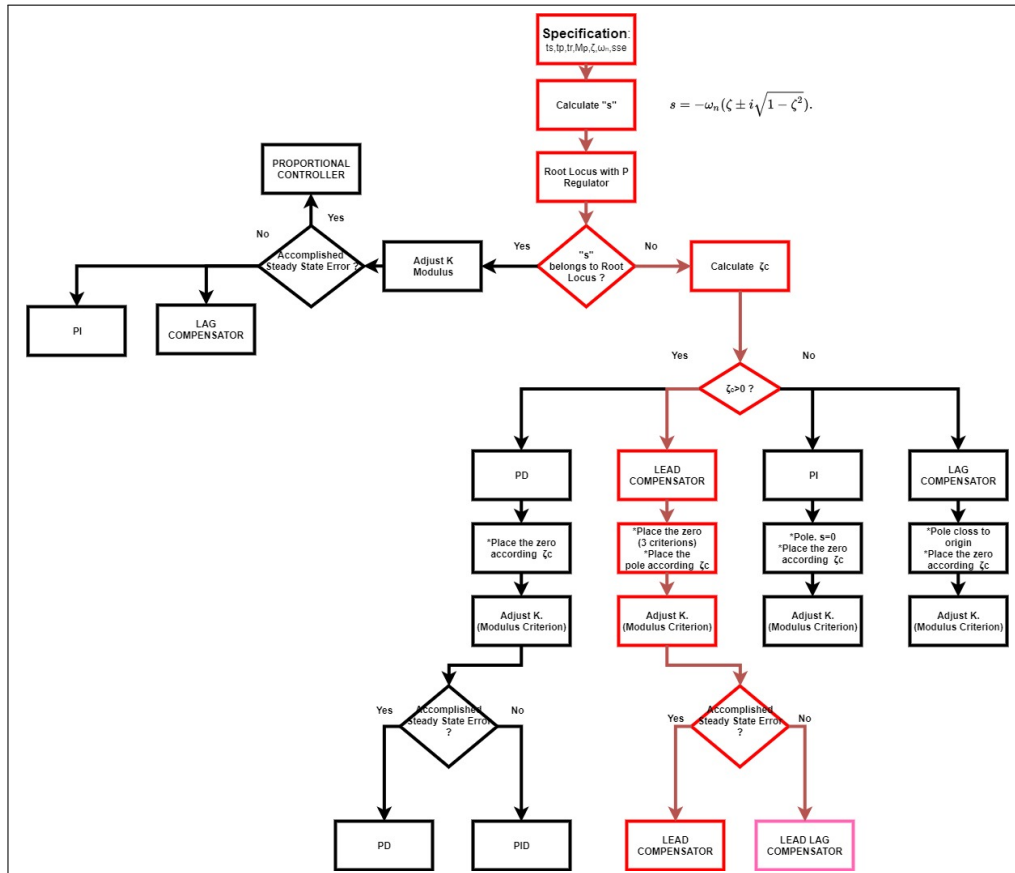 Specification:
ts,tp,tr,Mp,ζ,ωn,sse
Calculate "s"
s = −ωₙ(ζ ± i√(1 − ζ²)).
Root Locus with P
Regulator
PROPORTIONAL
CONTROLLER
Yes
No
Accomplished
Steady State Error ?
Adjust K
Modulus
Yes
"s"
belongs to Root
Locus ?
No
Calculate ζc
PI
LAG
COMPENSATOR
Yes
No
ζc>0 ?
PD
LEAD
COMPENSATOR
PI
LAG
COMPENSATOR
*Place the zero
according ζc
*Place the zero
(3 criterions)
*Place the
pole according ζc
*Pole. s=0
*Place the zero
according ζc
*Pole closs to
origin
*Place the zero
according ζc
Adjust K.
(Modulus Criterion)
Adjust K.
(Modulus Criterion)
Adjust K.
(Modulus Criterion)
Adjust K.
(Modulus Criterion)
Yes
Accomplished
Steady State Error
?
No
Yes
Accomplished
Steady State Error
?
No
PD
PID
LEAD
COMPENSATOR
LEAD LAG
COMPENSATOR